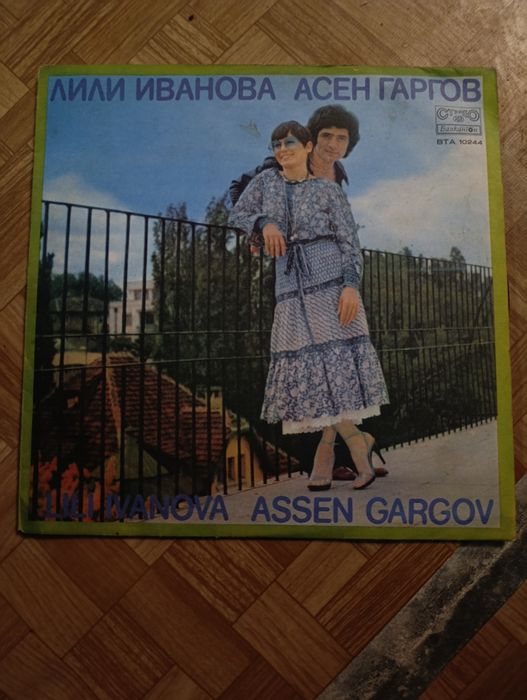 ЛИЛИ ИВАНОВА АСЕН ГАРГОВ
СТЕРЕО
Балкантон
ВТА 10244
LILI IVANOVA ASSEN GARGOV